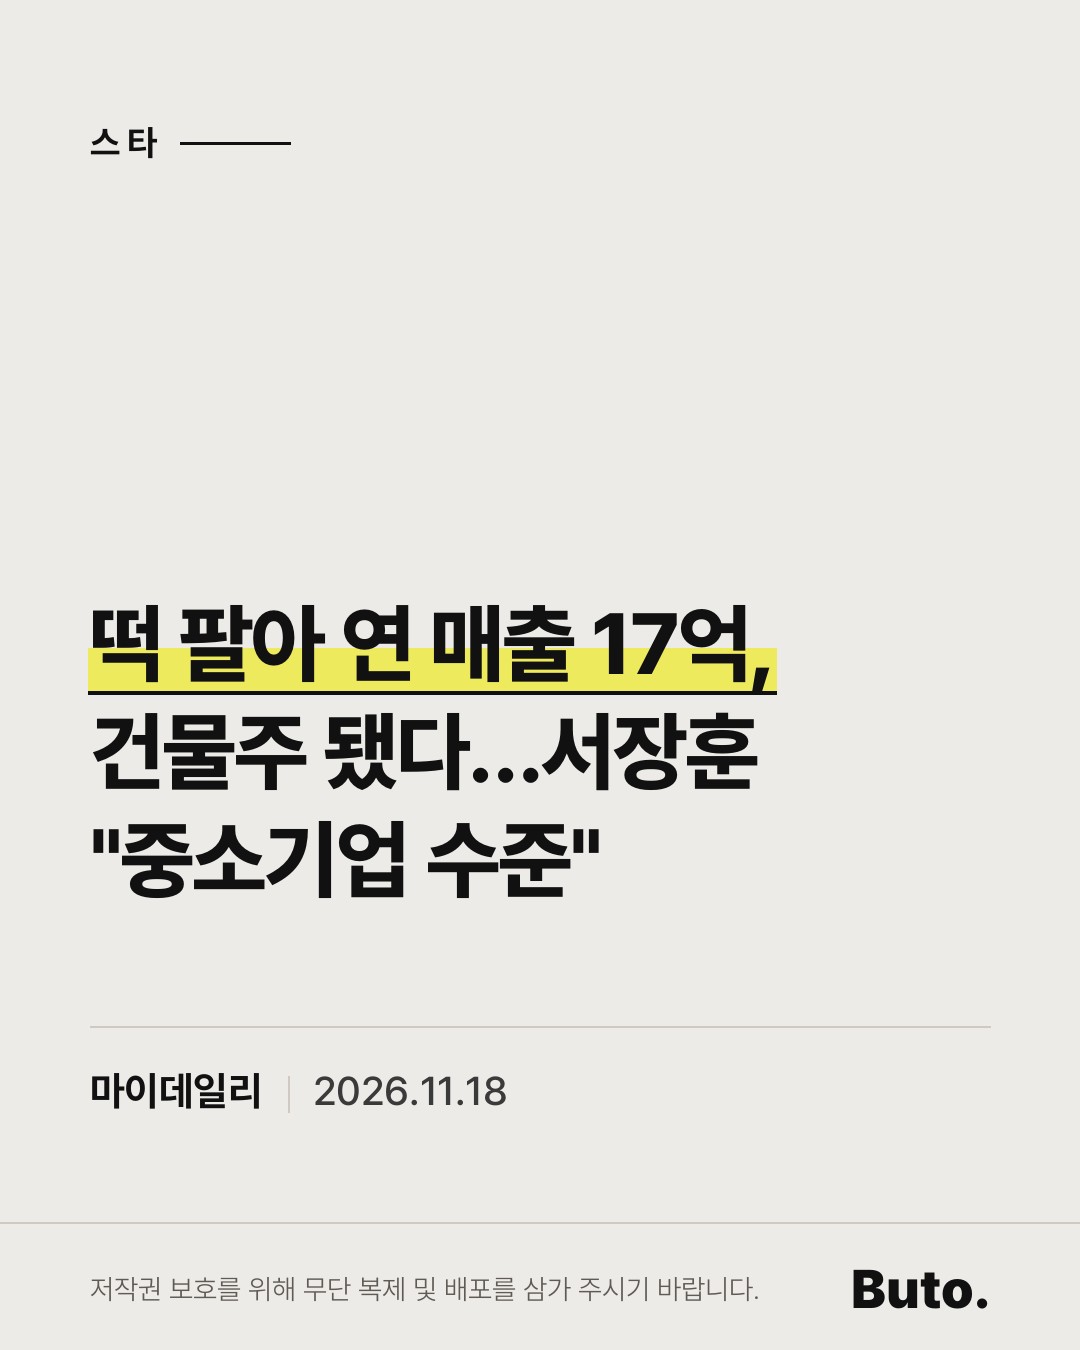 스타
떡 팔아 연 매출 17억,
건물주 됐다...서장훈
"중소기업 수준"
마이데일리 2026.11.18
저작권 보호를 위해 무단 복제 및 배포를 삼가 주시기 바랍니다.
Buto.